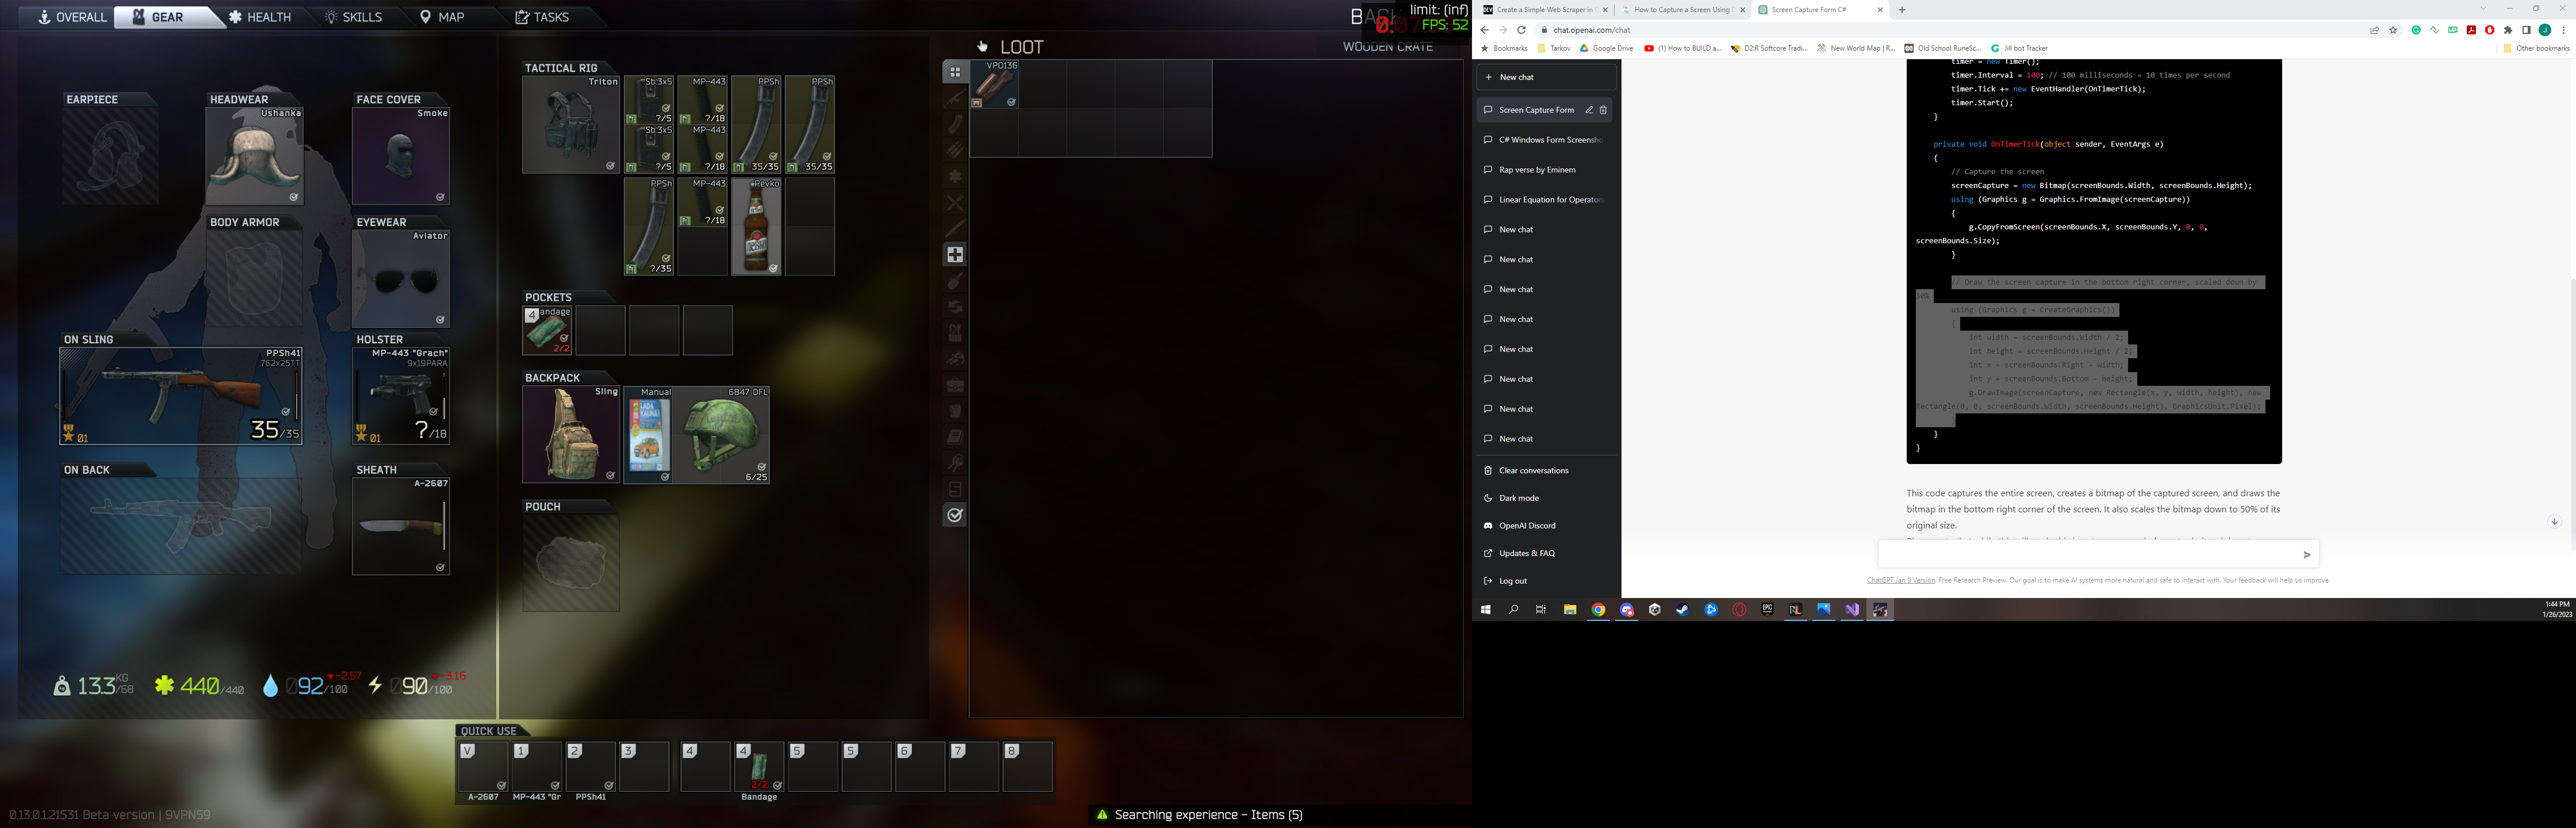 OVERALL
GEAR
HEALTH
SKILLS
MAP
TASKS
limit: (inf)
FPS: 52
LOOT
WOODEN CRATE
EARPIECE
HEADWEAR
Ushanka
FACE COVER
Smoke
BODY ARMOR
EYEWEAR
Aviator
ON SLING
PPSh41
762x25TT
01
35/35
HOLSTER
MP-443 "Grach"
9x19PARA
01
?/18
ON BACK
SHEATH
A-2607
13.3 KG
/68
440/440
092/100
-2.57
090/100
-3.16
TACTICAL RIG
Triton
Sb.3x5
?/5
MP-443
?/18
PPSh
35/35
PPSh
35/35
Sb.3x5
?/5
MP-443
?/18
PPSh
?/35
MP-443
?/18
Pevko
POCKETS
4
andage
2/2
BACKPACK
Sling
Manual
6B47 DFL
6/25
POUCH
VPO136
QUICK USE
V 1 2 3 4 4 5 5 6 7 8
2/2
A-2607
MP-443 "Gr
PPSh41
Bandage
0.13.0.1.21531 Beta version | 9VPN59
Searching experience – Items (5)
Create a Simple Web Scraper in
How to Capture a Screen Using
Screen Capture Form C#
chat.openai.com/chat
Bookmarks
Tarkov
Google Drive
(1) How to BUILD a...
D2:R Softcore Tradi...
New World Map | R...
Old School RuneSc...
Jill bot Tracker
Other bookmarks
New chat
Screen Capture Form
C# Windows Form Screensho
Rap verse by Eminem
Linear Equation for Operator
New chat
New chat
New chat
New chat
New chat
New chat
New chat
New chat
Clear conversations
Dark mode
OpenAI Discord
Updates & FAQ
Log out
timer = new Timer();
timer.Interval = 100; // 100 milliseconds = 10 times per second
timer.Tick += new EventHandler(OnTimerTick);
timer.Start();
}
private void OnTimerTick(object sender, EventArgs e)
{
// Capture the screen
screenCapture = new Bitmap(screenBounds.Width, screenBounds.Height);
using (Graphics g = Graphics.FromImage(screenCapture))
{
g.CopyFromScreen(screenBounds.X, screenBounds.Y, 0, 0,
screenBounds.Size);
}
// Draw the screen capture in the bottom right corner, scaled down by
50%
using (Graphics g = CreateGraphics())
{
int width = screenBounds.Width / 2;
int height = screenBounds.Height / 2;
int x = screenBounds.Right - width;
int y = screenBounds.Bottom - height;
g.DrawImage(screenCapture, new Rectangle(x, y, width, height), new
Rectangle(0, 0, screenBounds.Width, screenBounds.Height), GraphicsUnit.Pixel);
}
}
}
This code captures the entire screen, creates a bitmap of the captured screen, and draws the
bitmap in the bottom right corner of the screen. It also scales the bitmap down to 50% of its
original size.
ChatGPT Jan 9 Version. Free Research Preview. Our goal is to make AI systems more natural and safe to interact with. Your feedback will help us improve.
1:44 PM
1/26/2023